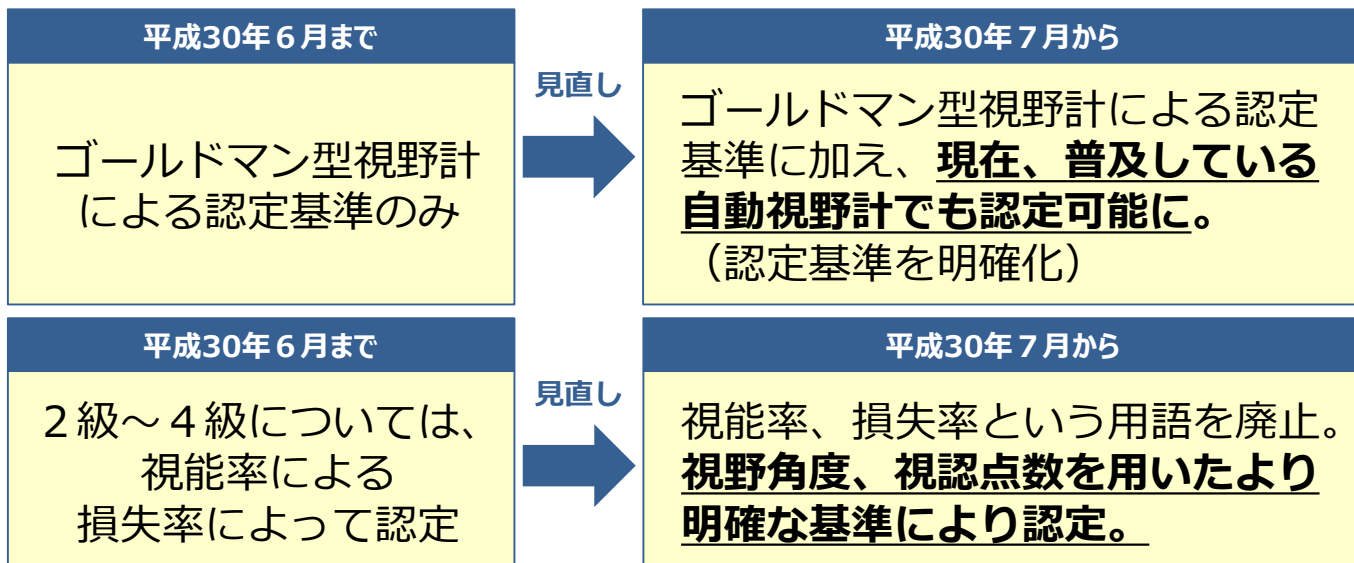 平成30年6月まで
ゴールドマン型視野計
による認定基準のみ
見直し
平成30年7月から
ゴールドマン型視野計による認定
基準に加え、現在、普及している
自動視野計でも認定可能に。
（認定基準を明確化）
平成30年6月まで
２級～４級については、
視能率による
損失率によって認定
見直し
平成30年7月から
視能率、損失率という用語を廃止。
視野角度、視認点数を用いたより
明確な基準により認定。